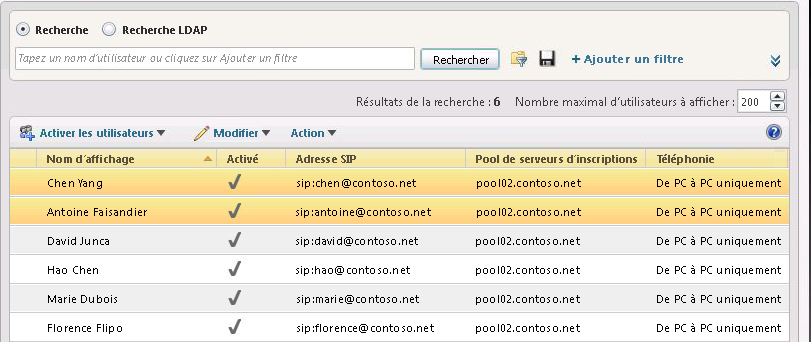 Recherche Recherche LDAP
Tapez un nom d'utilisateur ou cliquez sur Ajouter un filtre Rechercher + Ajouter un filtre
Résultats de la recherche : 6 Nombre maximal d'utilisateurs à afficher : 200
Activer les utilisateurs Modifier Action ?
Nom d'affichage Activé Adresse SIP Pool de serveurs d'inscriptions Téléphonie
Chen Yang sip:chen@contoso.net pool02.contoso.net De PC à PC uniquement
Antoine Faisandier sip:antoine@contoso.net pool02.contoso.net De PC à PC uniquement
David Junca sip:david@contoso.net pool02.contoso.net De PC à PC uniquement
Hao Chen sip:hao@contoso.net pool02.contoso.net De PC à PC uniquement
Marie Dubois sip:marie@contoso.net pool02.contoso.net De PC à PC uniquement
Florence Flipo sip:florence@contoso.net pool02.contoso.net De PC à PC uniquement